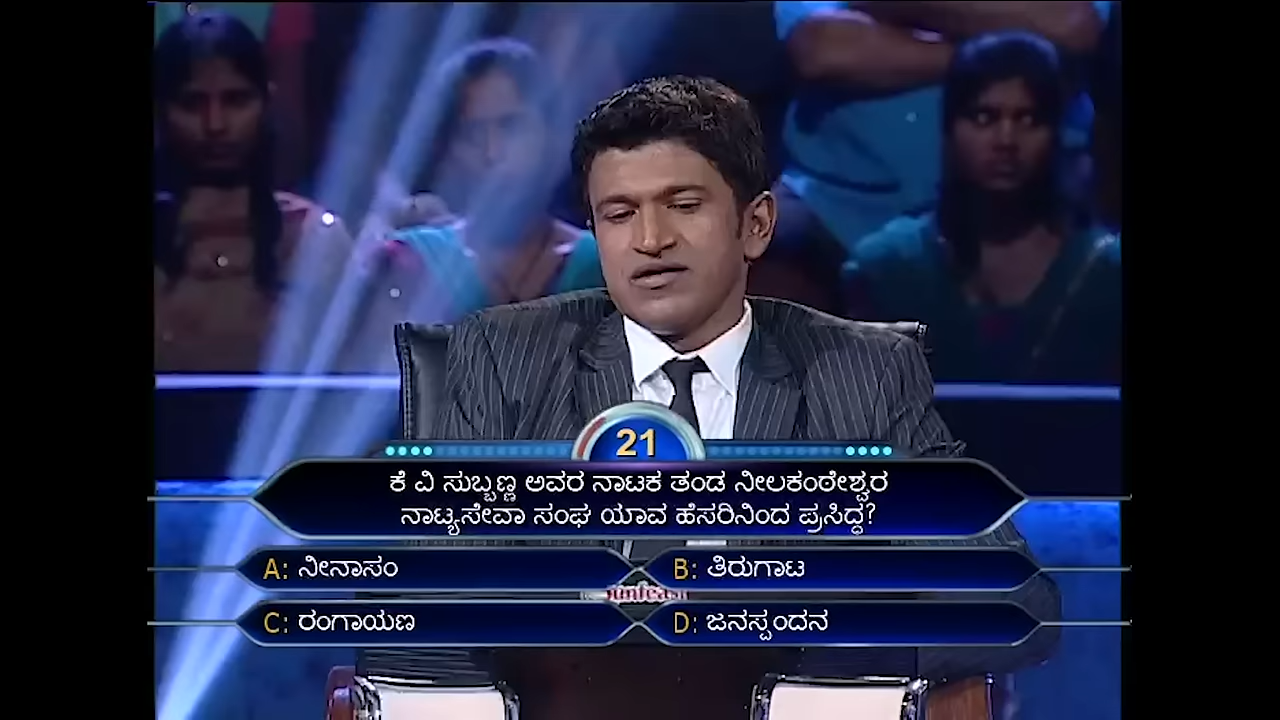 21
ಕೆ ವಿ ಸುಬ್ಬಣ್ಣ ಅವರ ನಾಟಕ ತಂಡ ನೀಲಕಂಠೇಶ್ವರ
ನಾಟ್ಯಸೇವಾ ಸಂಘ ಯಾವ ಹೆಸರಿನಿಂದ ಪ್ರಸಿದ್ಧ?
A: ನೀನಾಸಂ
B: ತಿರುಗಾಟ
C: ರಂಗಾಯಣ
D: ಜನಸ್ಪಂದನ